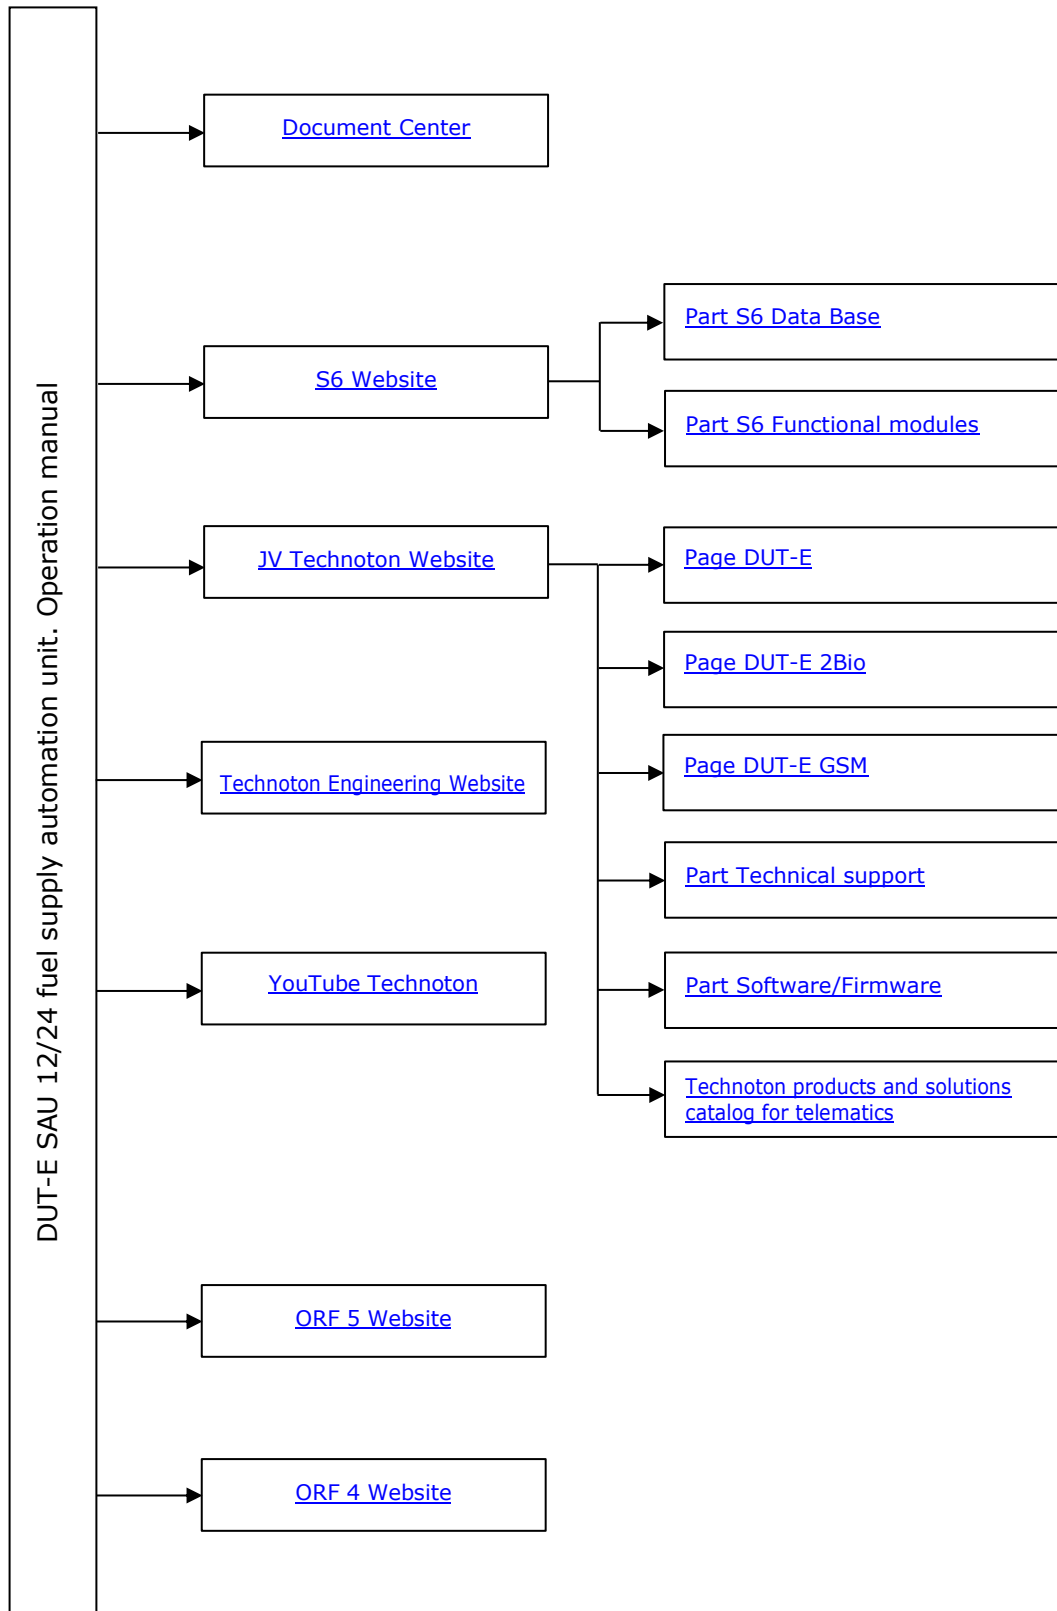 DUT-E SAU 12/24 fuel supply automation unit. Operation manual
Document Center
S6 Website
Part S6 Data Base
Part S6 Functional modules
JV Technoton Website
Page DUT-E
Page DUT-E 2Bio
Page DUT-E GSM
Part Technical support
Part Software/Firmware
Technoton products and solutions
catalog for telematics
Technoton Engineering Website
YouTube Technoton
ORF 5 Website
ORF 4 Website